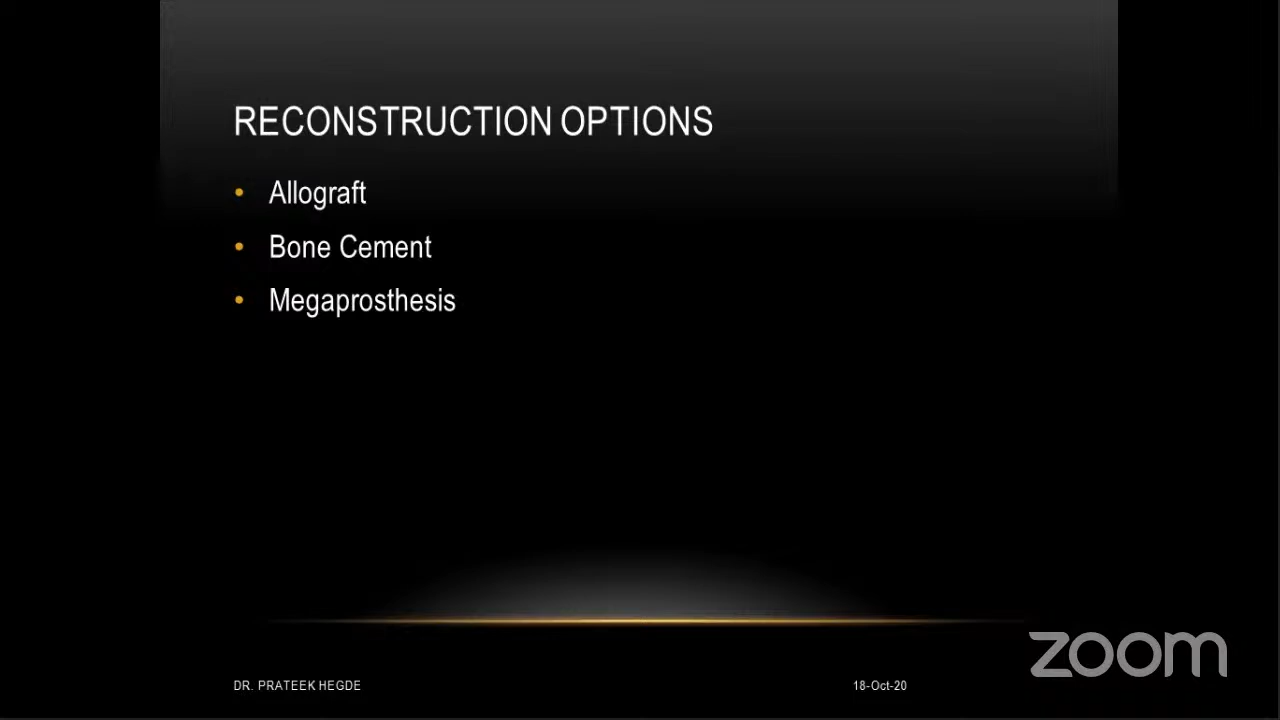 RECONSTRUCTION OPTIONS
• Allograft
• Bone Cement
• Megaprosthesis
zoom
DR. PRATEEK HEGDE 18-Oct-20